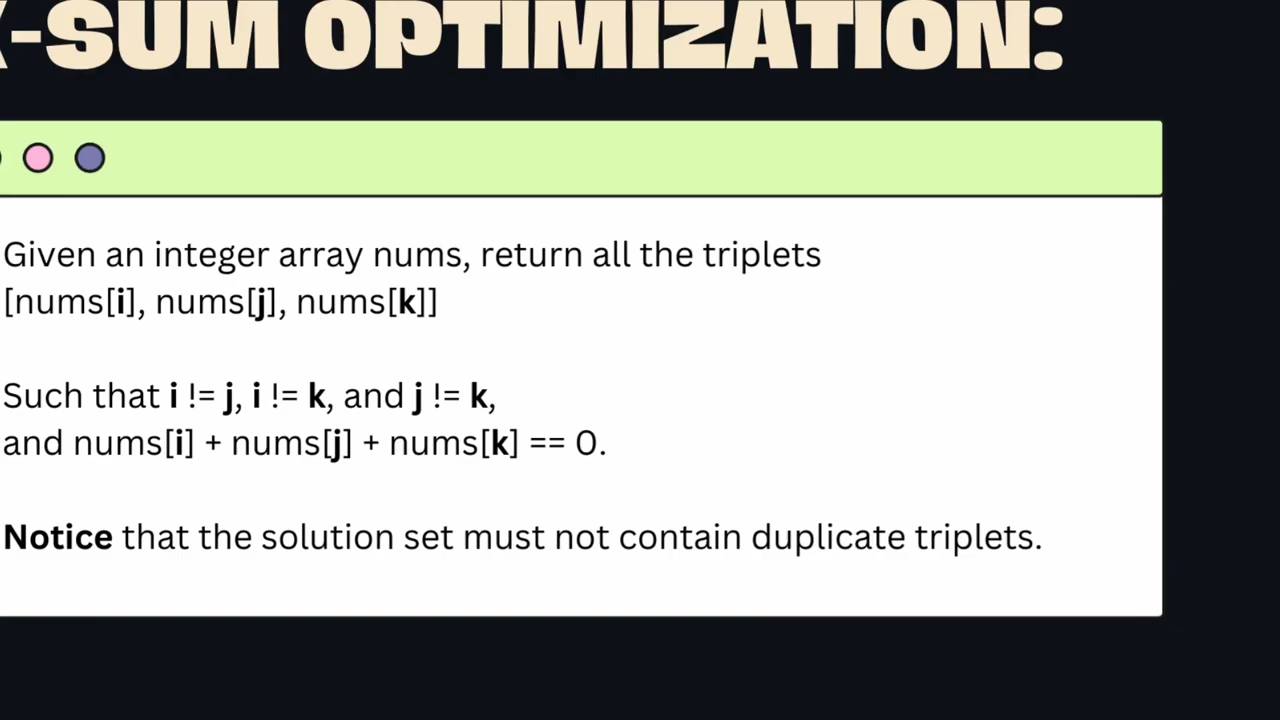 -SUM OPTIMIZATION:
Given an integer array nums, return all the triplets
[nums[i], nums[j], nums[k]]
Such that i != j, i != k, and j != k,
and nums[i] + nums[j] + nums[k] == 0.
Notice that the solution set must not contain duplicate triplets.